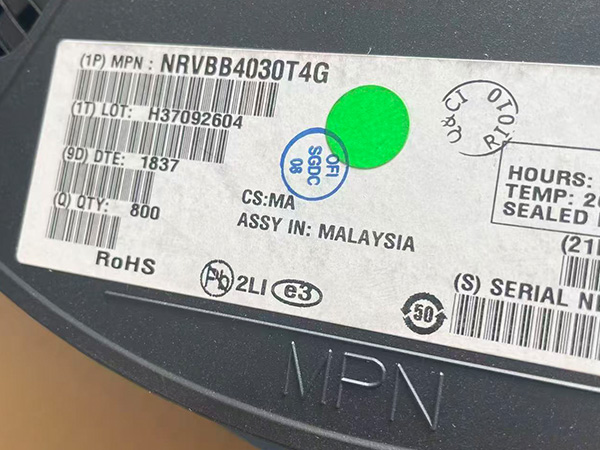 (1P) MPN : NRVBB4030T4G
(1T) LOT: H37092604
(9D) DTE: 1837
(Q) QTY: 800
CS:MA
ASSY IN: MALAYSIA
RoHS
Pb 2LI e3
OFI
SGDC
08
HOURS:
TEMP:
SEALED
(S) SERIAL
50
MPN